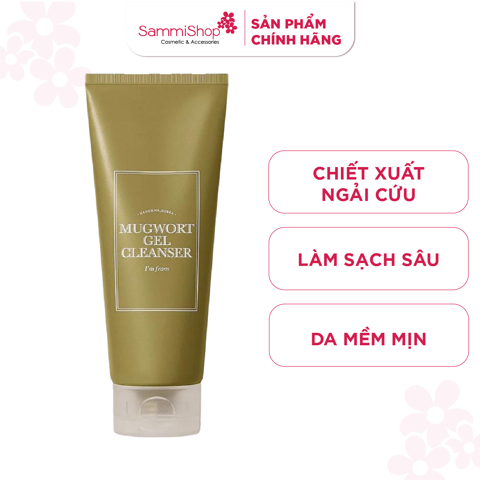 SammiShop
Cosmetic & Accessories
SẢN PHẨM
CHÍNH HÃNG
MUGWORT
GEL
CLEANSER
I'm from
CHIẾT XUẤT
NGẢI CỨU
LÀM SẠCH SÂU
DA MỀM MỊN